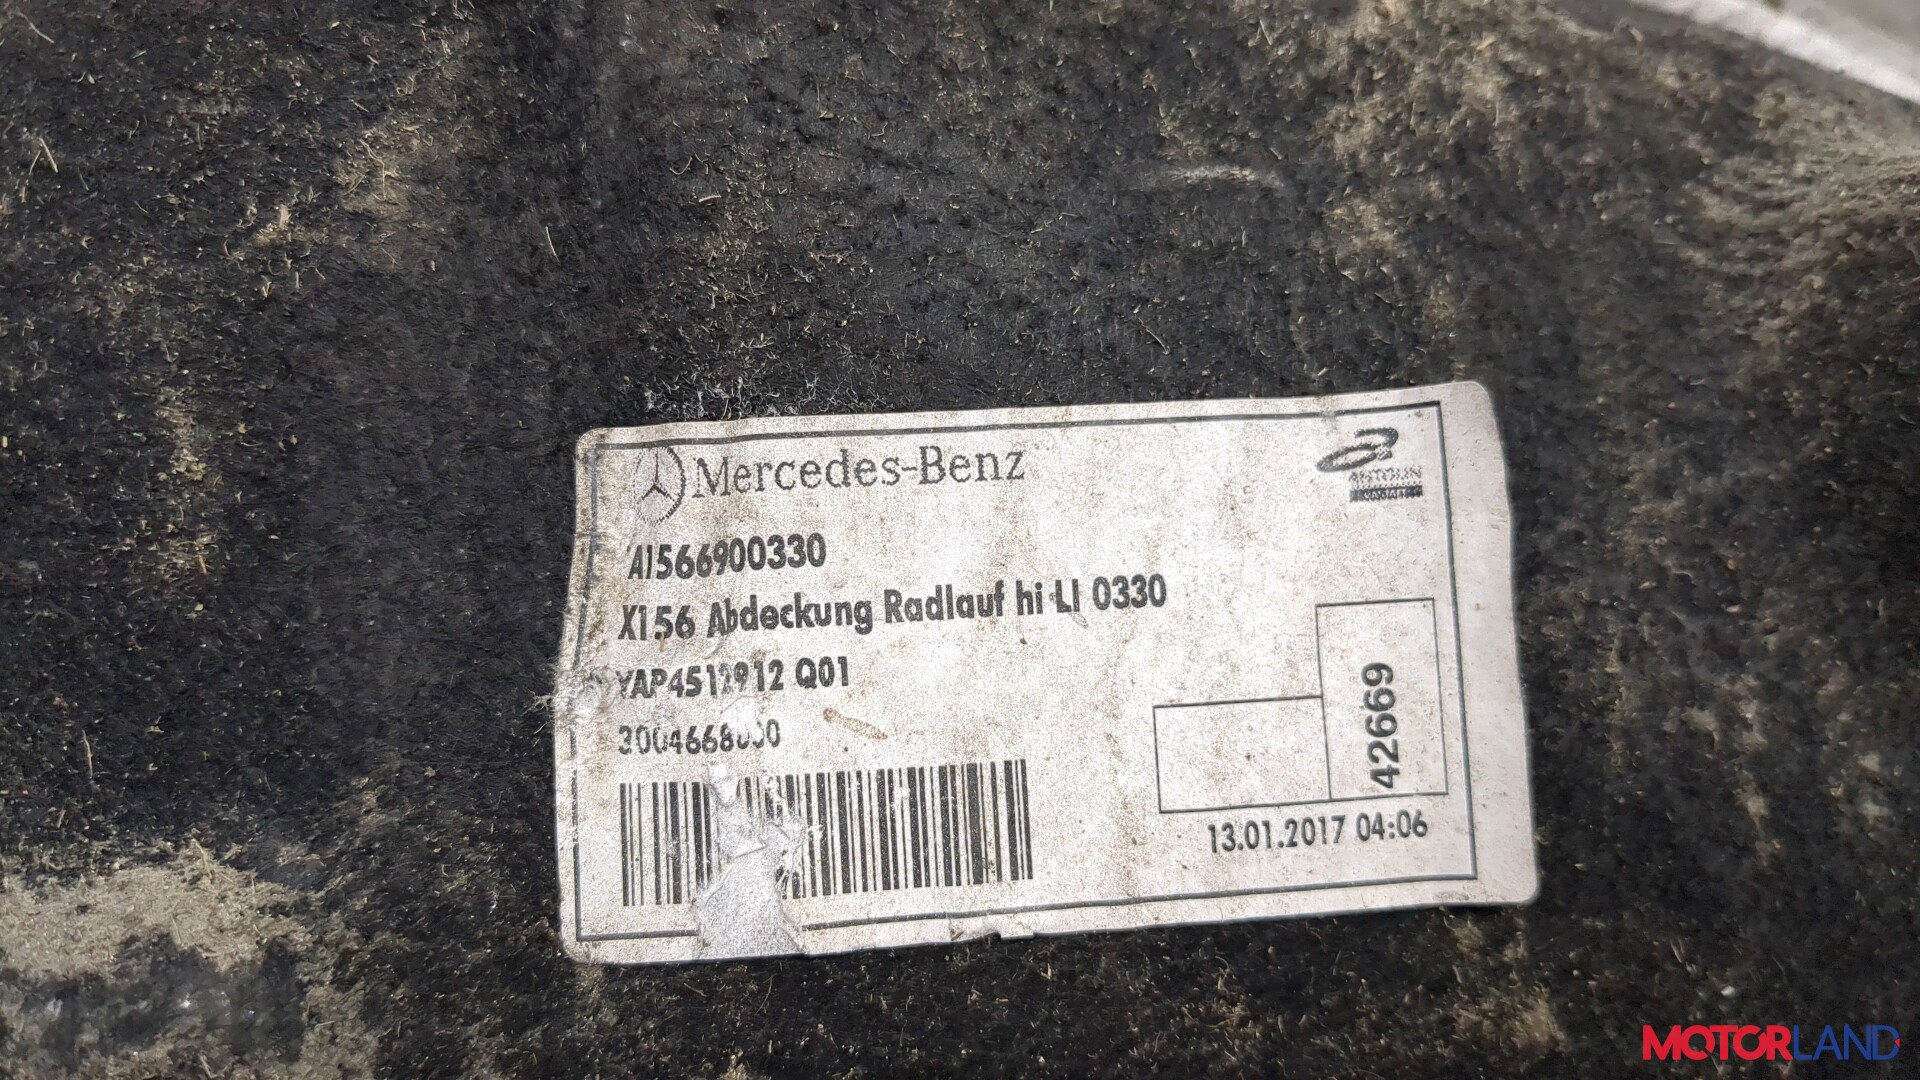 Mercedes-Benz
A1566900330
X156 Abdeckung Radlauf hi LI 0330
YAP4512912 Q01
42669
13.01.2017 04:06
MOTORLAND